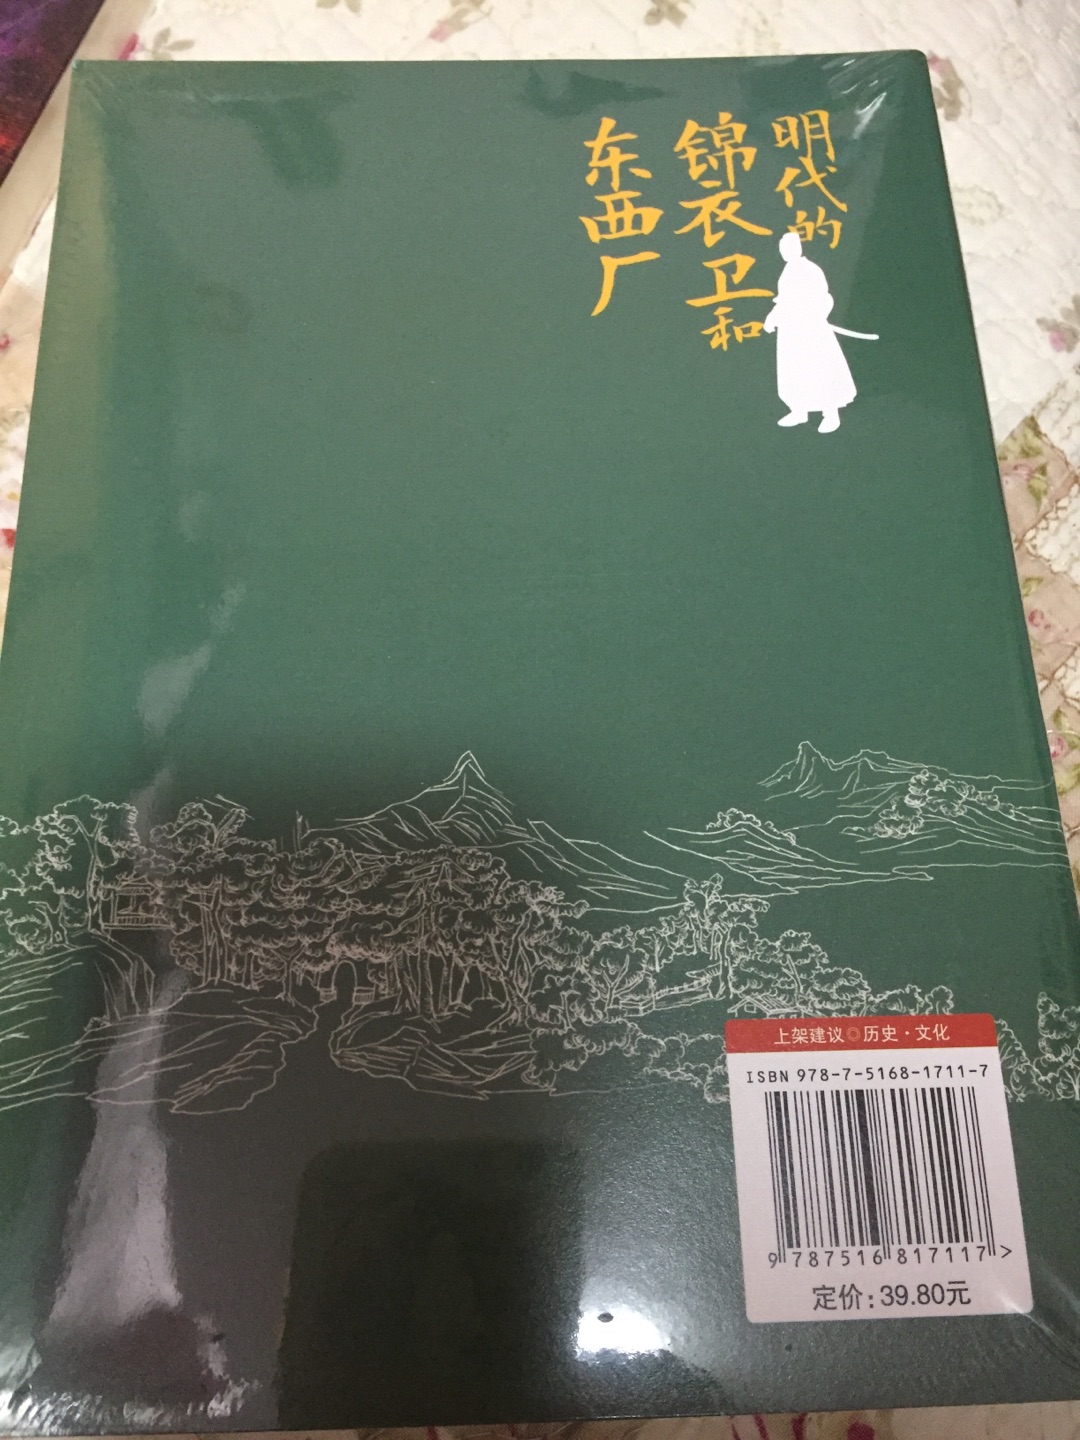 明代的
锦衣卫和
东西厂
上架建议◎历史·文化
ISBN 978-7-5168-1711-7
9 787516 817117 >
定价:39.80元